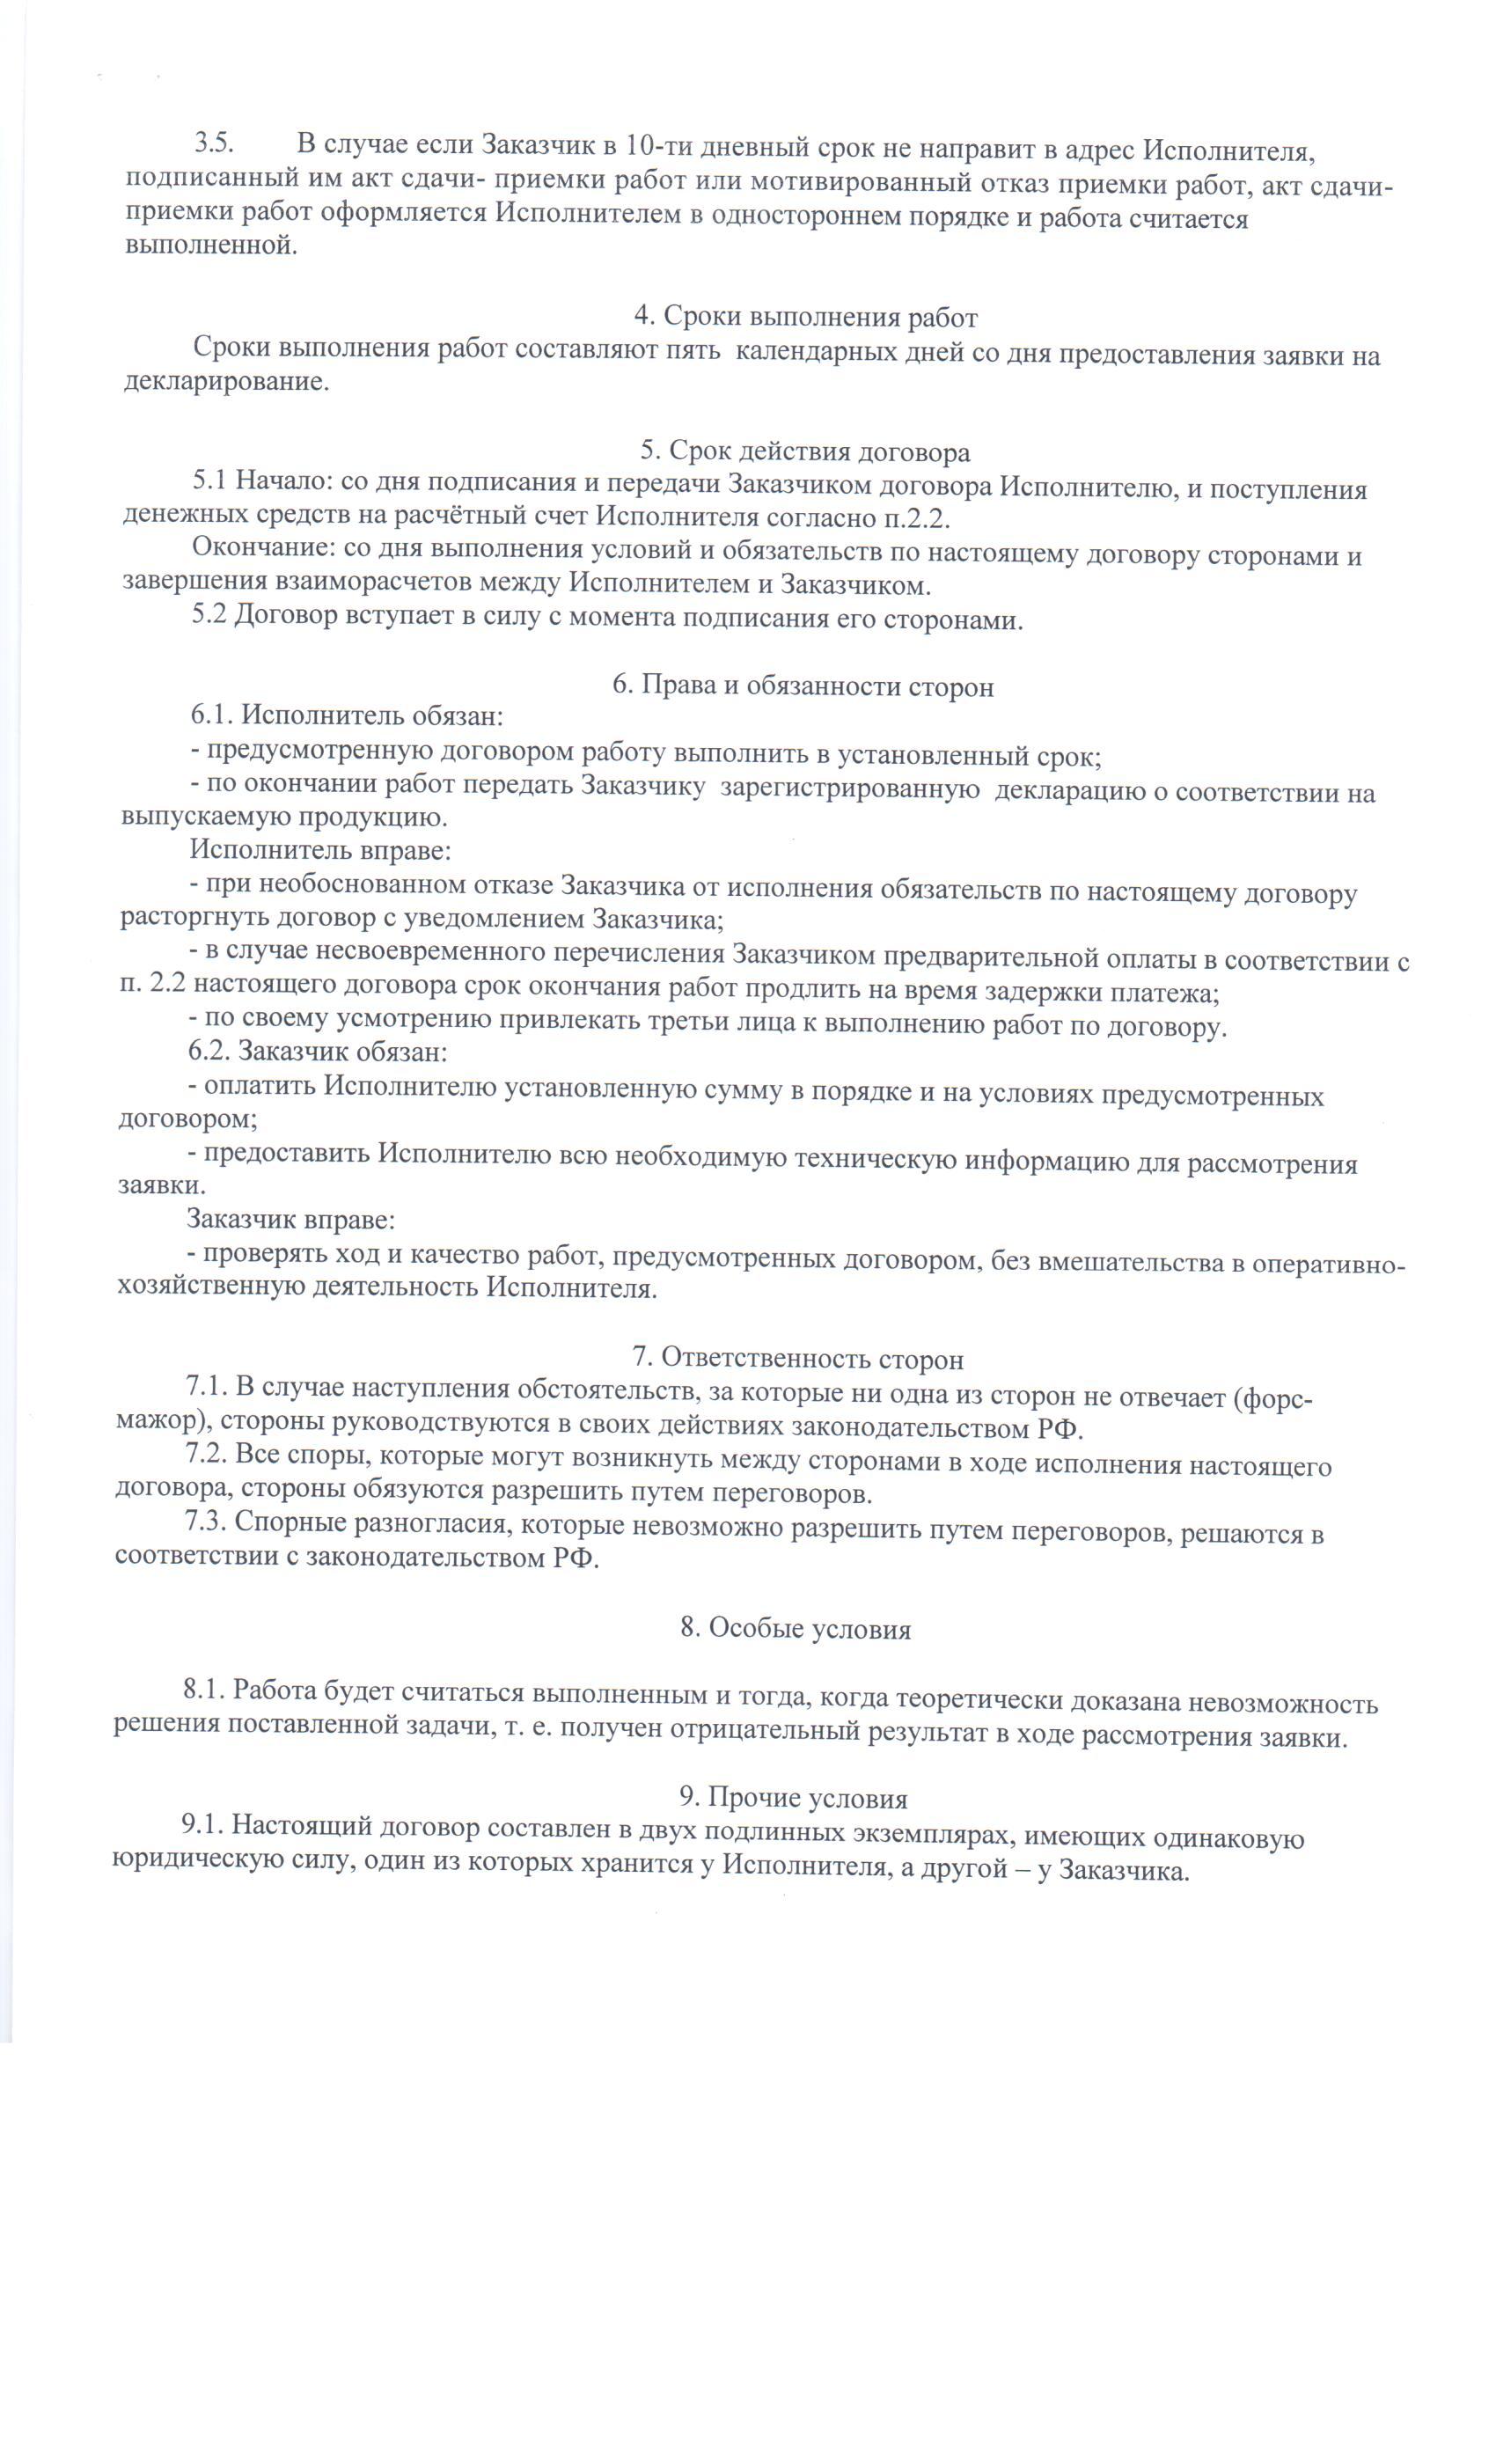 3.5. В случае если Заказчик в 10-ти дневный срок не направит в адрес Исполнителя,
подписанный им акт сдачи- приемки работ или мотивированный отказ приемки работ, акт сдачи-
приемки работ оформляется Исполнителем в одностороннем порядке и работа считается
выполненной.
4. Сроки выполнения работ
Сроки выполнения работ составляют пять календарных дней со дня предоставления заявки на
декларирование.
5. Срок действия договора
5.1 Начало: со дня подписания и передачи Заказчиком договора Исполнителю, и поступления
денежных средств на расчётный счет Исполнителя согласно п.2.2.
Окончание: со дня выполнения условий и обязательств по настоящему договору сторонами и
завершения взаиморасчетов между Исполнителем и Заказчиком.
5.2 Договор вступает в силу с момента подписания его сторонами.
6. Права и обязанности сторон
6.1. Исполнитель обязан:
- предусмотренную договором работу выполнить в установленный срок;
- по окончании работ передать Заказчику зарегистрированную декларацию о соответствии на
выпускаемую продукцию.
Исполнитель вправе:
- при необоснованном отказе Заказчика от исполнения обязательств по настоящему договору
расторгнуть договор с уведомлением Заказчика;
- в случае несвоевременного перечисления Заказчиком предварительной оплаты в соответствии с
п. 2.2 настоящего договора срок окончания работ продлить на время задержки платежа;
- по своему усмотрению привлекать третьи лица к выполнению работ по договору.
6.2. Заказчик обязан:
- оплатить Исполнителю установленную сумму в порядке и на условиях предусмотренных
договором;
- предоставить Исполнителю всю необходимую техническую информацию для рассмотрения
заявки.
Заказчик вправе:
- проверять ход и качество работ, предусмотренных договором, без вмешательства в оперативно-
хозяйственную деятельность Исполнителя.
7. Ответственность сторон
7.1. В случае наступления обстоятельств, за которые ни одна из сторон не отвечает (форс-
мажор), стороны руководствуются в своих действиях законодательством РФ.
7.2. Все споры, которые могут возникнуть между сторонами в ходе исполнения настоящего
договора, стороны обязуются разрешить путем переговоров.
7.3. Спорные разногласия, которые невозможно разрешить путем переговоров, решаются в
соответствии с законодательством РФ.
8. Особые условия
8.1. Работа будет считаться выполненным и тогда, когда теоретически доказана невозможность
решения поставленной задачи, т. е. получен отрицательный результат в ходе рассмотрения заявки.
9. Прочие условия
9.1. Настоящий договор составлен в двух подлинных экземплярах, имеющих одинаковую
юридическую силу, один из которых хранится у Исполнителя, а другой – у Заказчика.